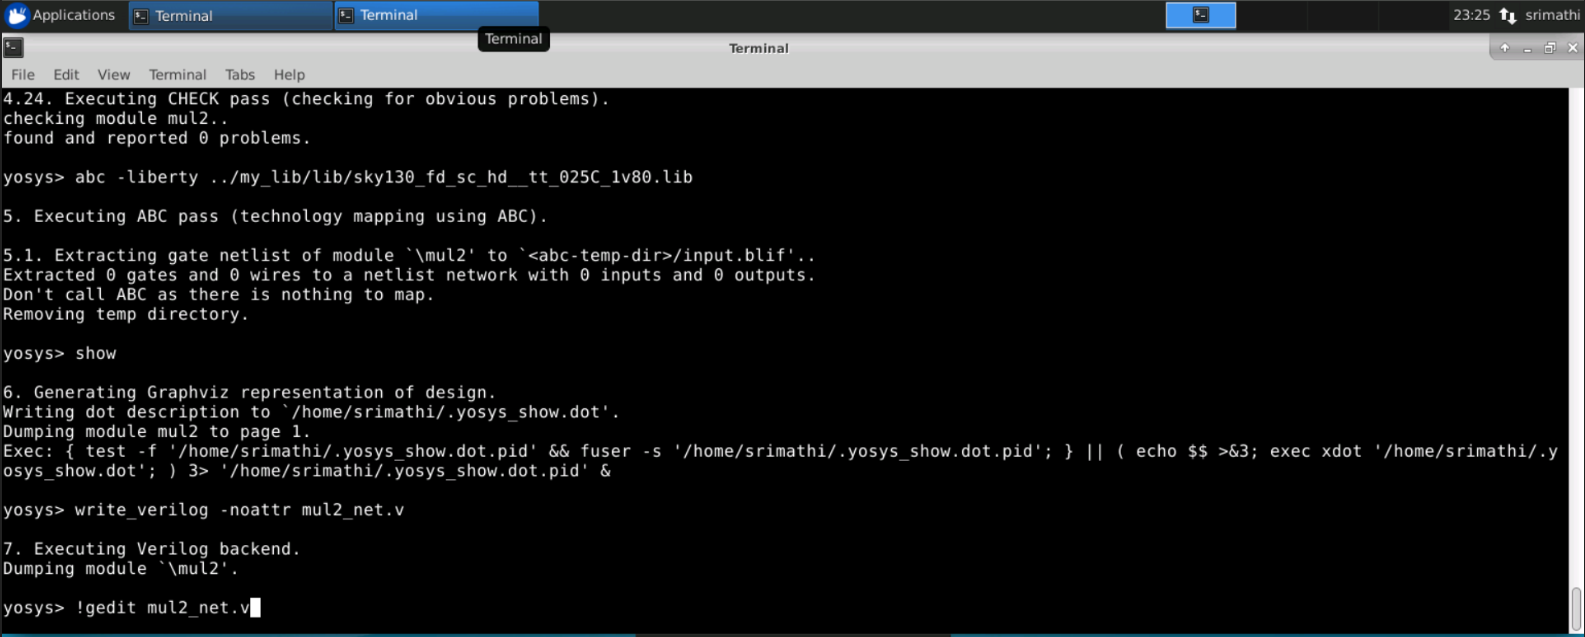 Applications
Terminal
Terminal
23:25
srimathi
Terminal
Terminal
File Edit View Terminal Tabs Help
4.24. Executing CHECK pass (checking for obvious problems).
checking module mul2..
found and reported 0 problems.
yosys> abc -liberty ../my_lib/lib/sky130_fd_sc_hd__tt_025C_1v80.lib
5. Executing ABC pass (technology mapping using ABC).
5.1. Extracting gate netlist of module `\mul2' to `<abc-temp-dir>/input.blif'..
Extracted 0 gates and 0 wires to a netlist network with 0 inputs and 0 outputs.
Don't call ABC as there is nothing to map.
Removing temp directory.
yosys> show
6. Generating Graphviz representation of design.
Writing dot description to `/home/srimathi/.yosys_show.dot'.
Dumping module mul2 to page 1.
Exec: { test -f '/home/srimathi/.yosys_show.dot.pid' && fuser -s '/home/srimathi/.yosys_show.dot.pid'; } || ( echo $$ >&3; exec xdot '/home/srimathi/.y
osys_show.dot'; ) 3> '/home/srimathi/.yosys_show.dot.pid' &
yosys> write_verilog -noattr mul2_net.v
7. Executing Verilog backend.
Dumping module `\mul2'.
yosys> !gedit mul2_net.v